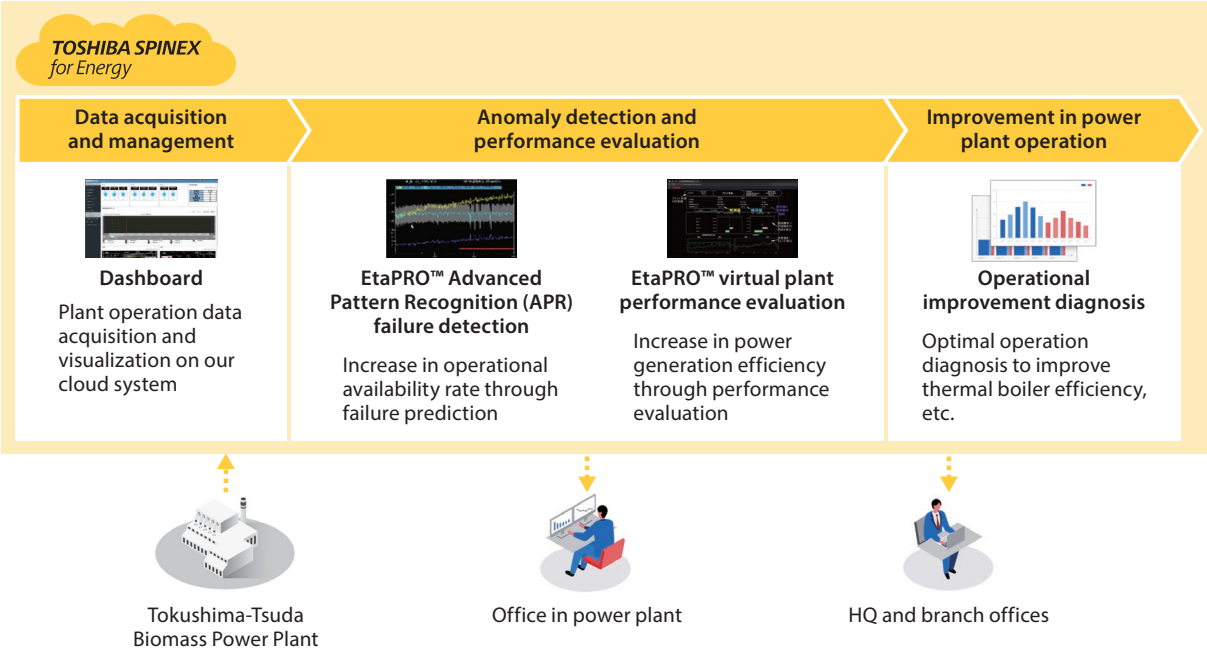 TOSHIBA SPINEX
for Energy
Data acquisition
and management
Anomaly detection and
performance evaluation
Improvement in power
plant operation
Dashboard
Plant operation data
acquisition and
visualization on our
cloud system
EtaPRO™ Advanced
Pattern Recognition (APR)
failure detection
Increase in operational
availability rate through
failure prediction
EtaPRO™ virtual plant
performance evaluation
Increase in power
generation efficiency
through performance
evaluation
Operational
improvement diagnosis
Optimal operation
diagnosis to improve
thermal boiler efficiency,
etc.
Tokushima-Tsuda
Biomass Power Plant
Office in power plant
HQ and branch offices